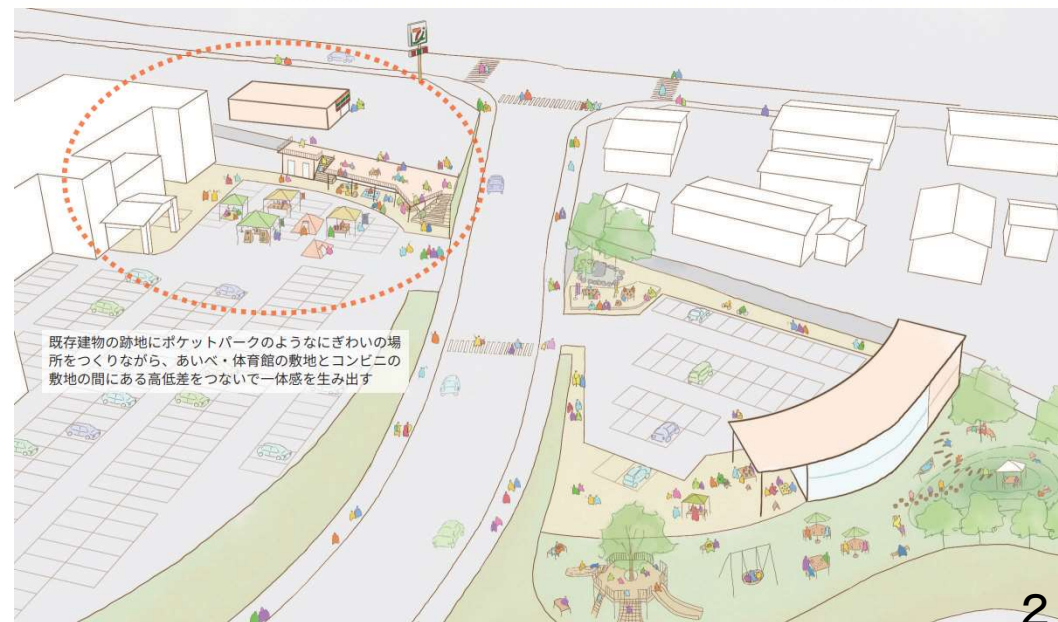 既存建物の跡地にポケットパークのようなにぎわいの場
所をつくりながら、あいべ・体育館の敷地とコンビニの
敷地の間にある高低差をつないで一体感を生み出す
2